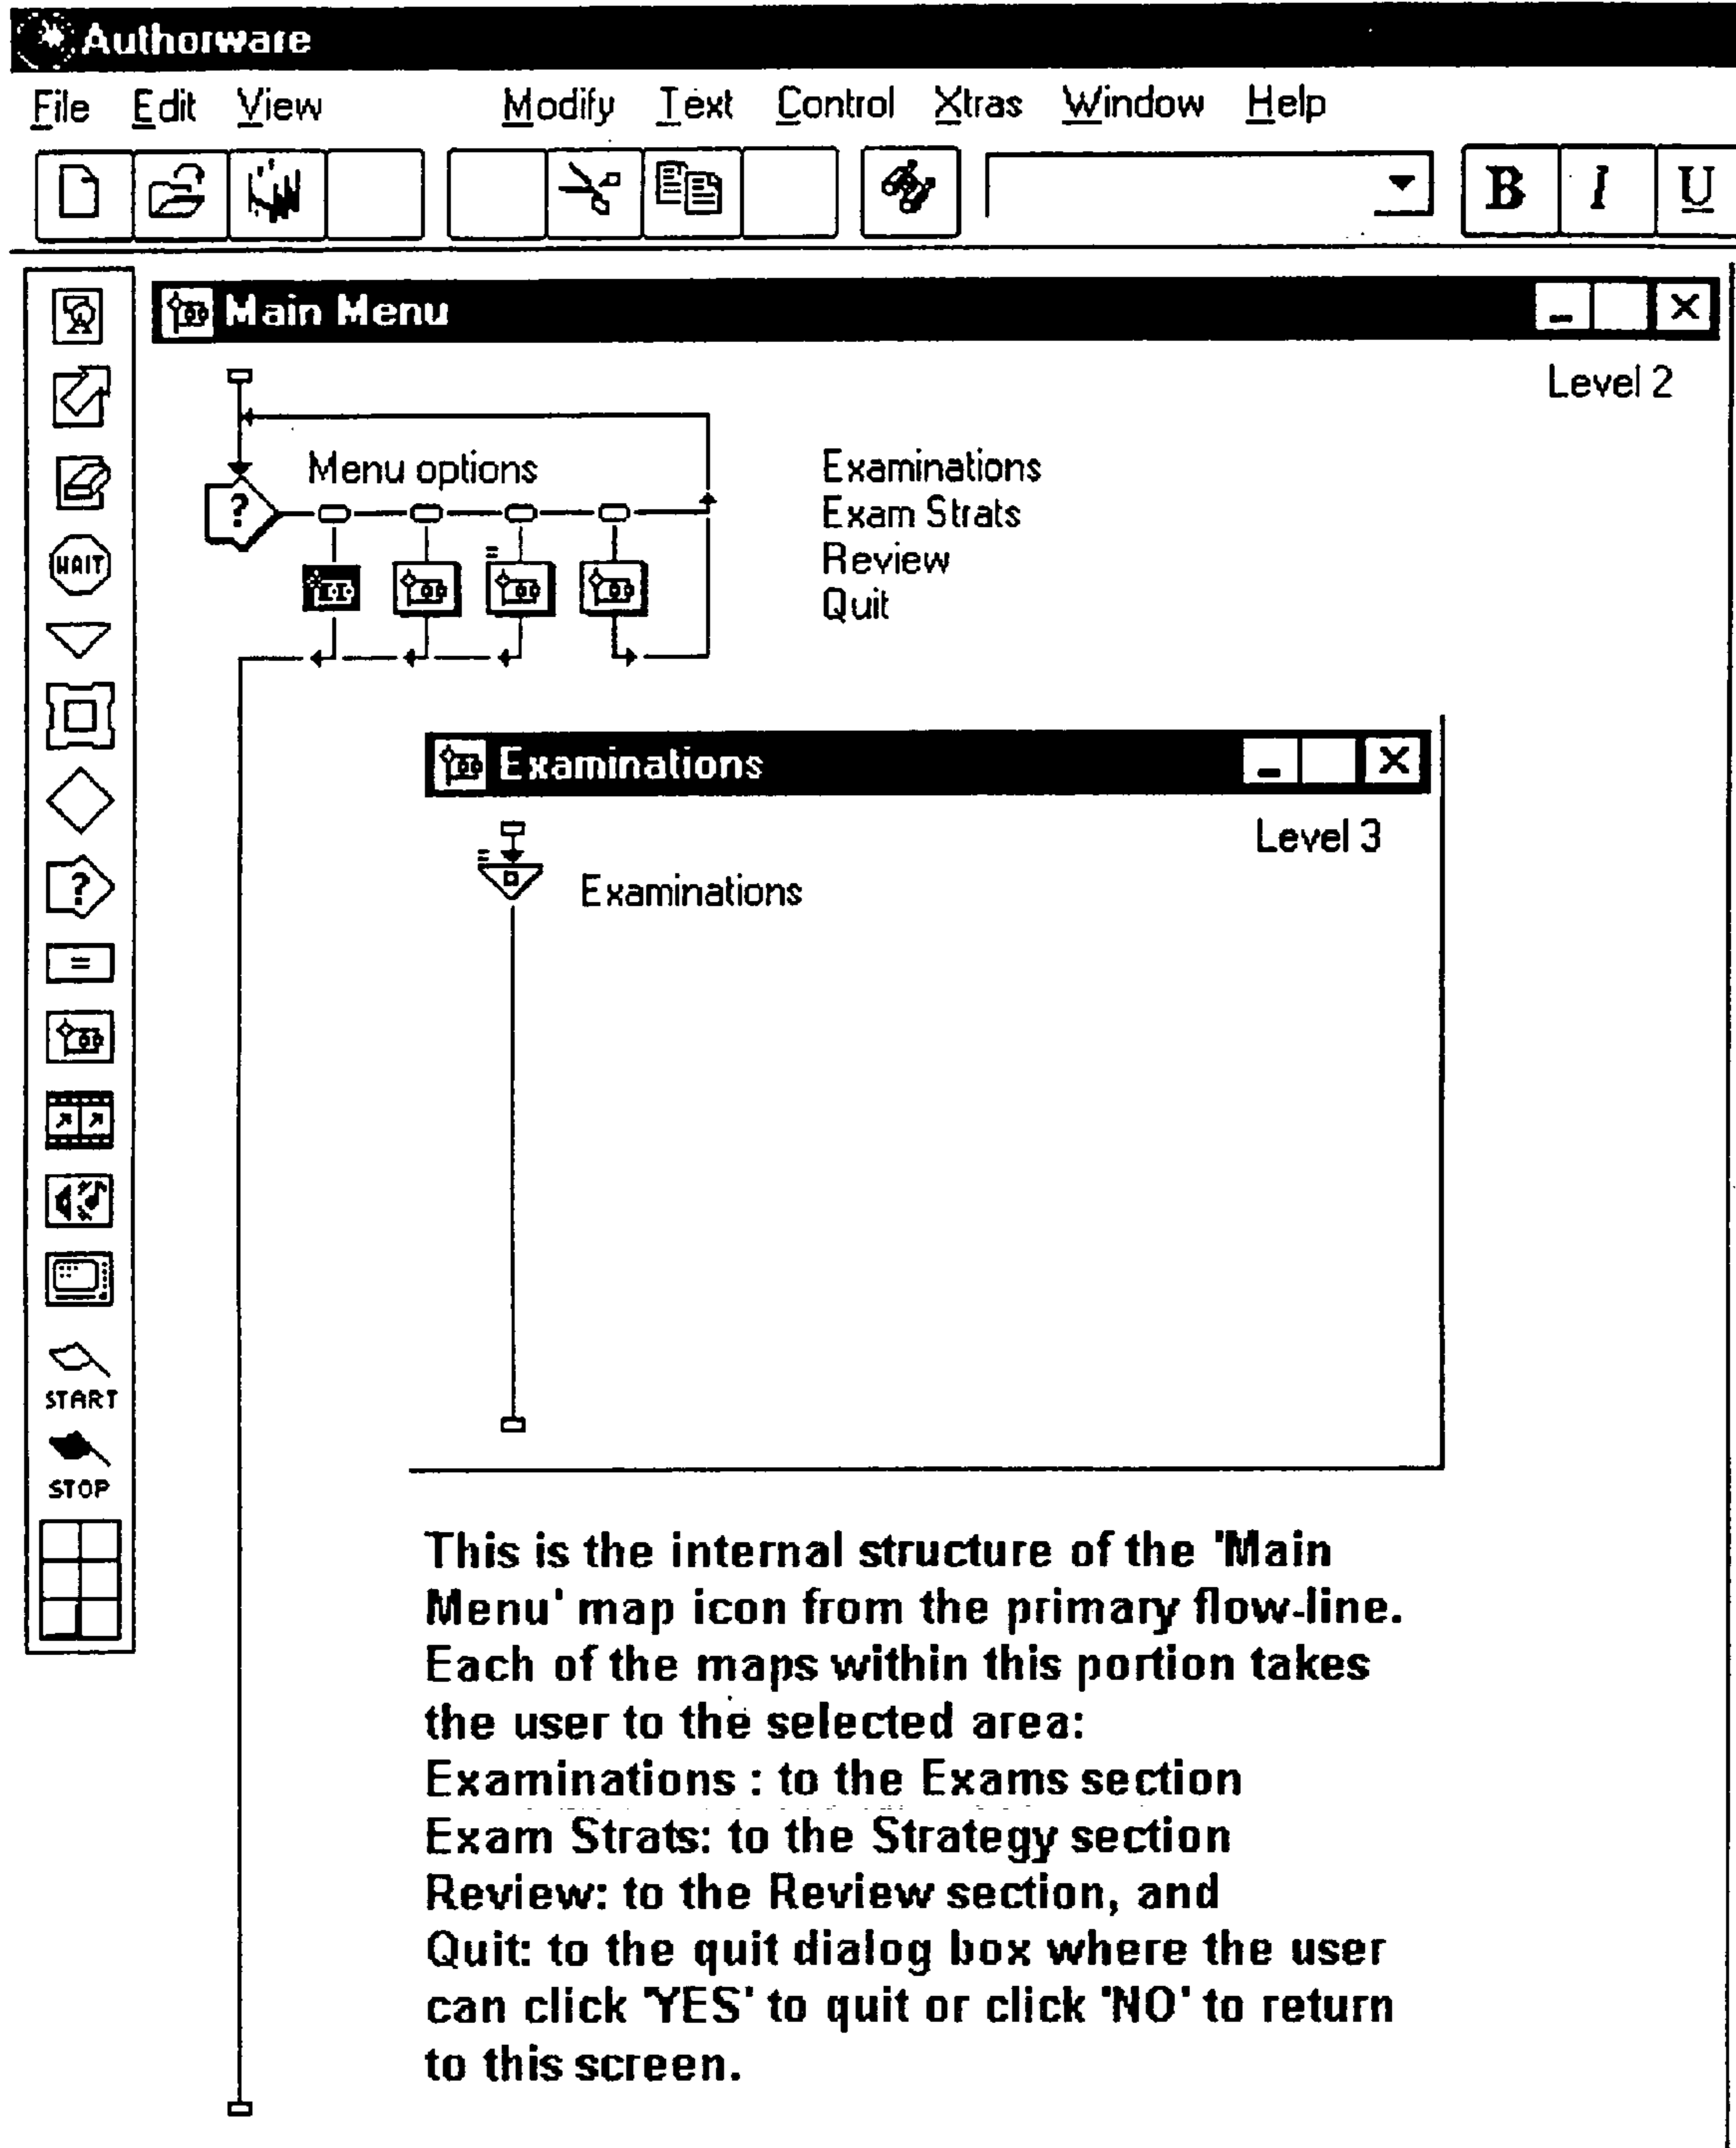 Authorware
File Edit View Modify Text Control Xtras Window Help
B I U
Main Menu
Level 2
Menu options
?
Examinations
Exam Strats
Review
Quit
WAIT
Examinations
Level 3
Examinations
?
=
START
STOP
This is the internal structure of the 'Main
Menu' map icon from the primary flow-line.
Each of the maps within this portion takes
the user to the selected area:
Examinations : to the Exams section
Exam Strats: to the Strategy section
Review: to the Review section, and
Quit: to the quit dialog box where the user
can click 'YES' to quit or click 'NO' to return
to this screen.